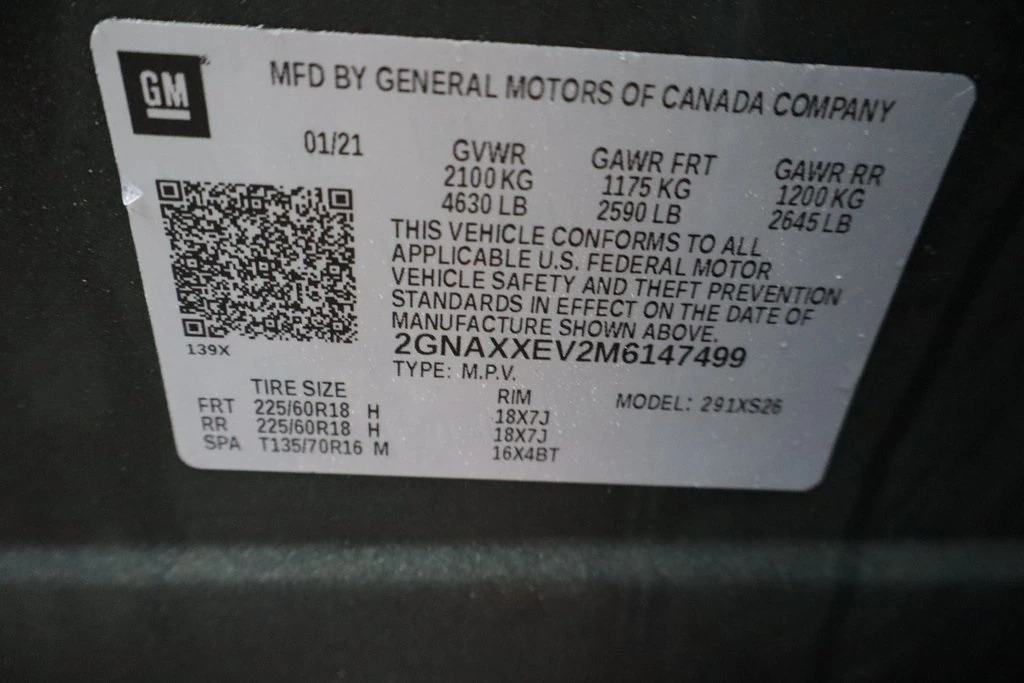 GM
MFD BY GENERAL MOTORS OF CANADA COMPANY
01/21
GVWR
2100 KG
4630 LB
GAWR FRT
1175 KG
2590 LB
GAWR RR
1200 KG
2645 LB
THIS VEHICLE CONFORMS TO ALL
APPLICABLE U.S. FEDERAL MOTOR
VEHICLE SAFETY AND THEFT PREVENTION
STANDARDS IN EFFECT ON THE DATE OF
MANUFACTURE SHOWN ABOVE.
139X
2GNAXXEV2M6147499
TYPE: M.P.V.
TIRE SIZE RIM MODEL: 291XS26
FRT 225/60R18 H 18X7J
RR 225/60R18 H 18X7J
SPA T135/70R16 M 16X4BT